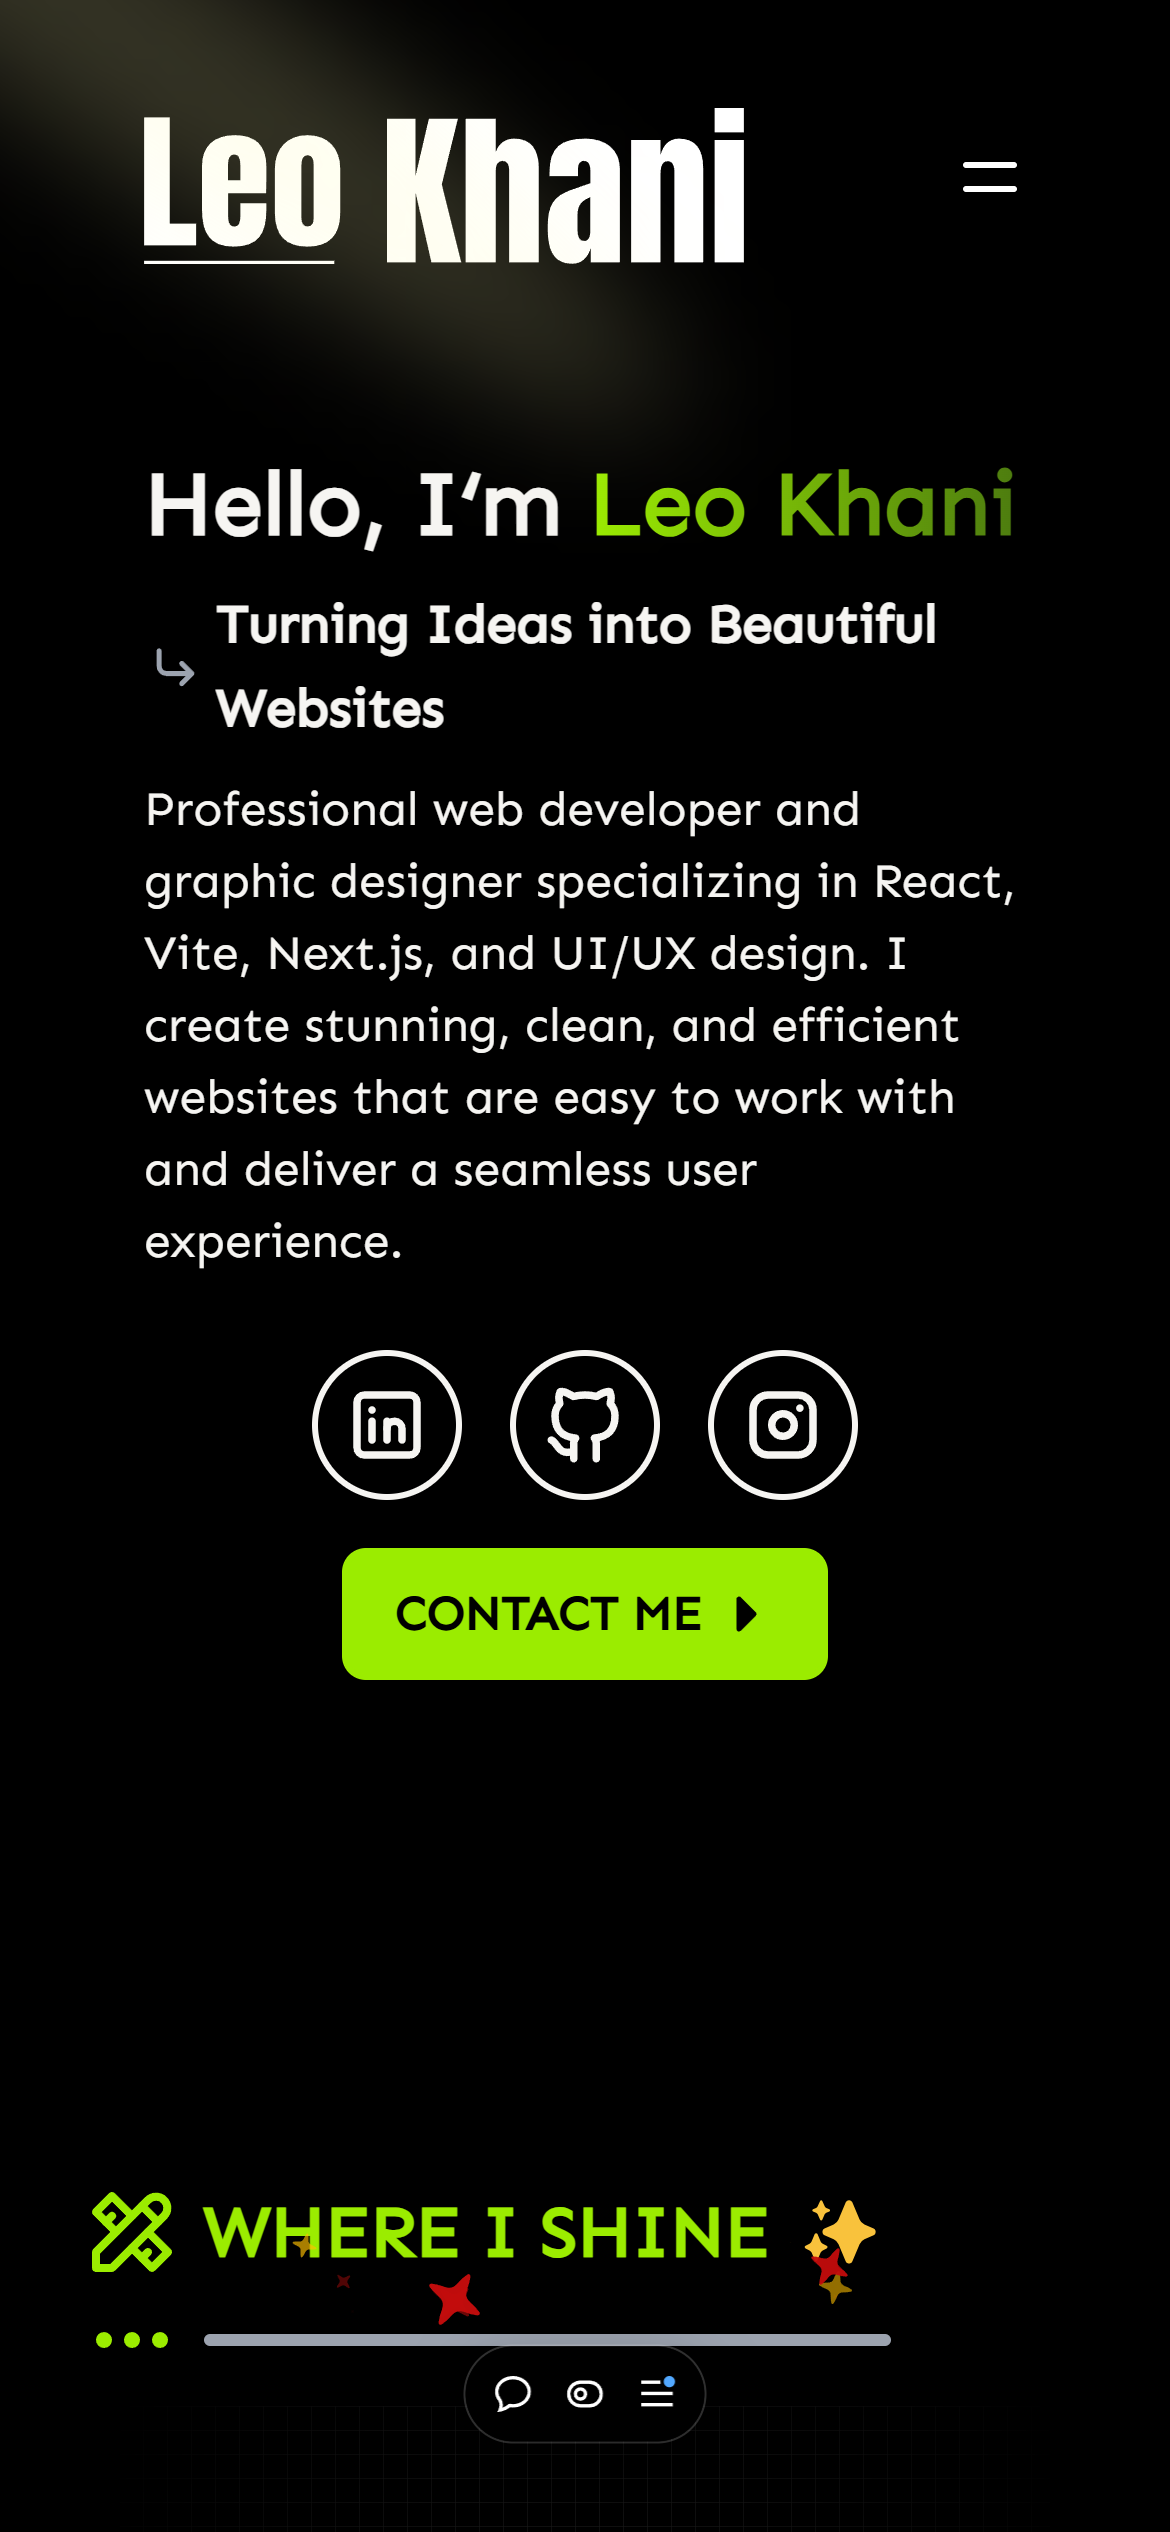 Leo Khani
Hello, I’m Leo Khani
Turning Ideas into Beautiful
Websites
Professional web developer and
graphic designer specializing in React,
Vite, Next.js, and UI/UX design. I
create stunning, clean, and efficient
websites that are easy to work with
and deliver a seamless user
experience.
CONTACT ME
WHERE I SHINE